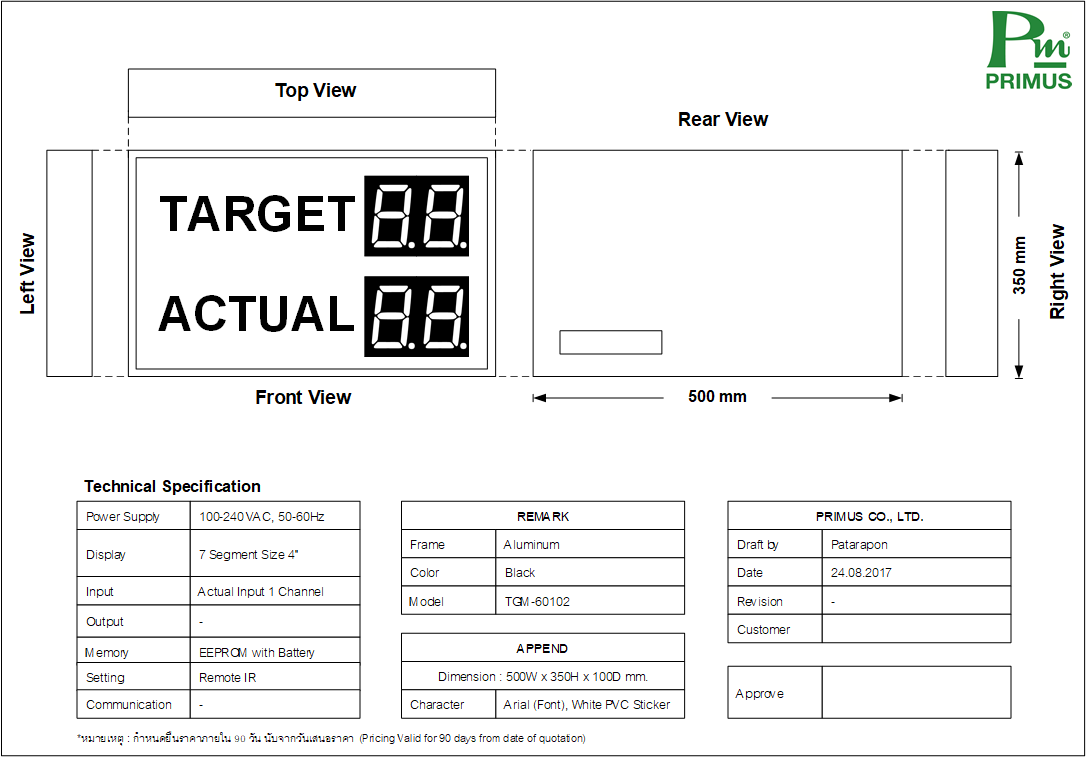 Pm®
PRIMUS
Top View
Rear View
TARGET 8.8.
ACTUAL 8.8.
Left View
350 mm
Right View
Front View
500 mm
Technical Specification
Power Supply 100-240VAC, 50-60Hz
Display 7 Segment Size 4"
Input Actual Input 1 Channel
Output -
Memory EEPROM with Battery
Setting Remote IR
Communication -
REMARK
Frame Aluminum
Color Black
Model TGM-60102
APPEND
Dimension : 500W x 350H x 100D mm.
Character Arial (Font), White PVC Sticker
PRIMUS CO., LTD.
Draft by Patarapon
Date 24.08.2017
Revision -
Customer
Approve
*หมายเหตุ : กำหนดยืนราคาภายใน 90 วัน นับจากวันเสนอราคา (Pricing Valid for 90 days from date of quotation)